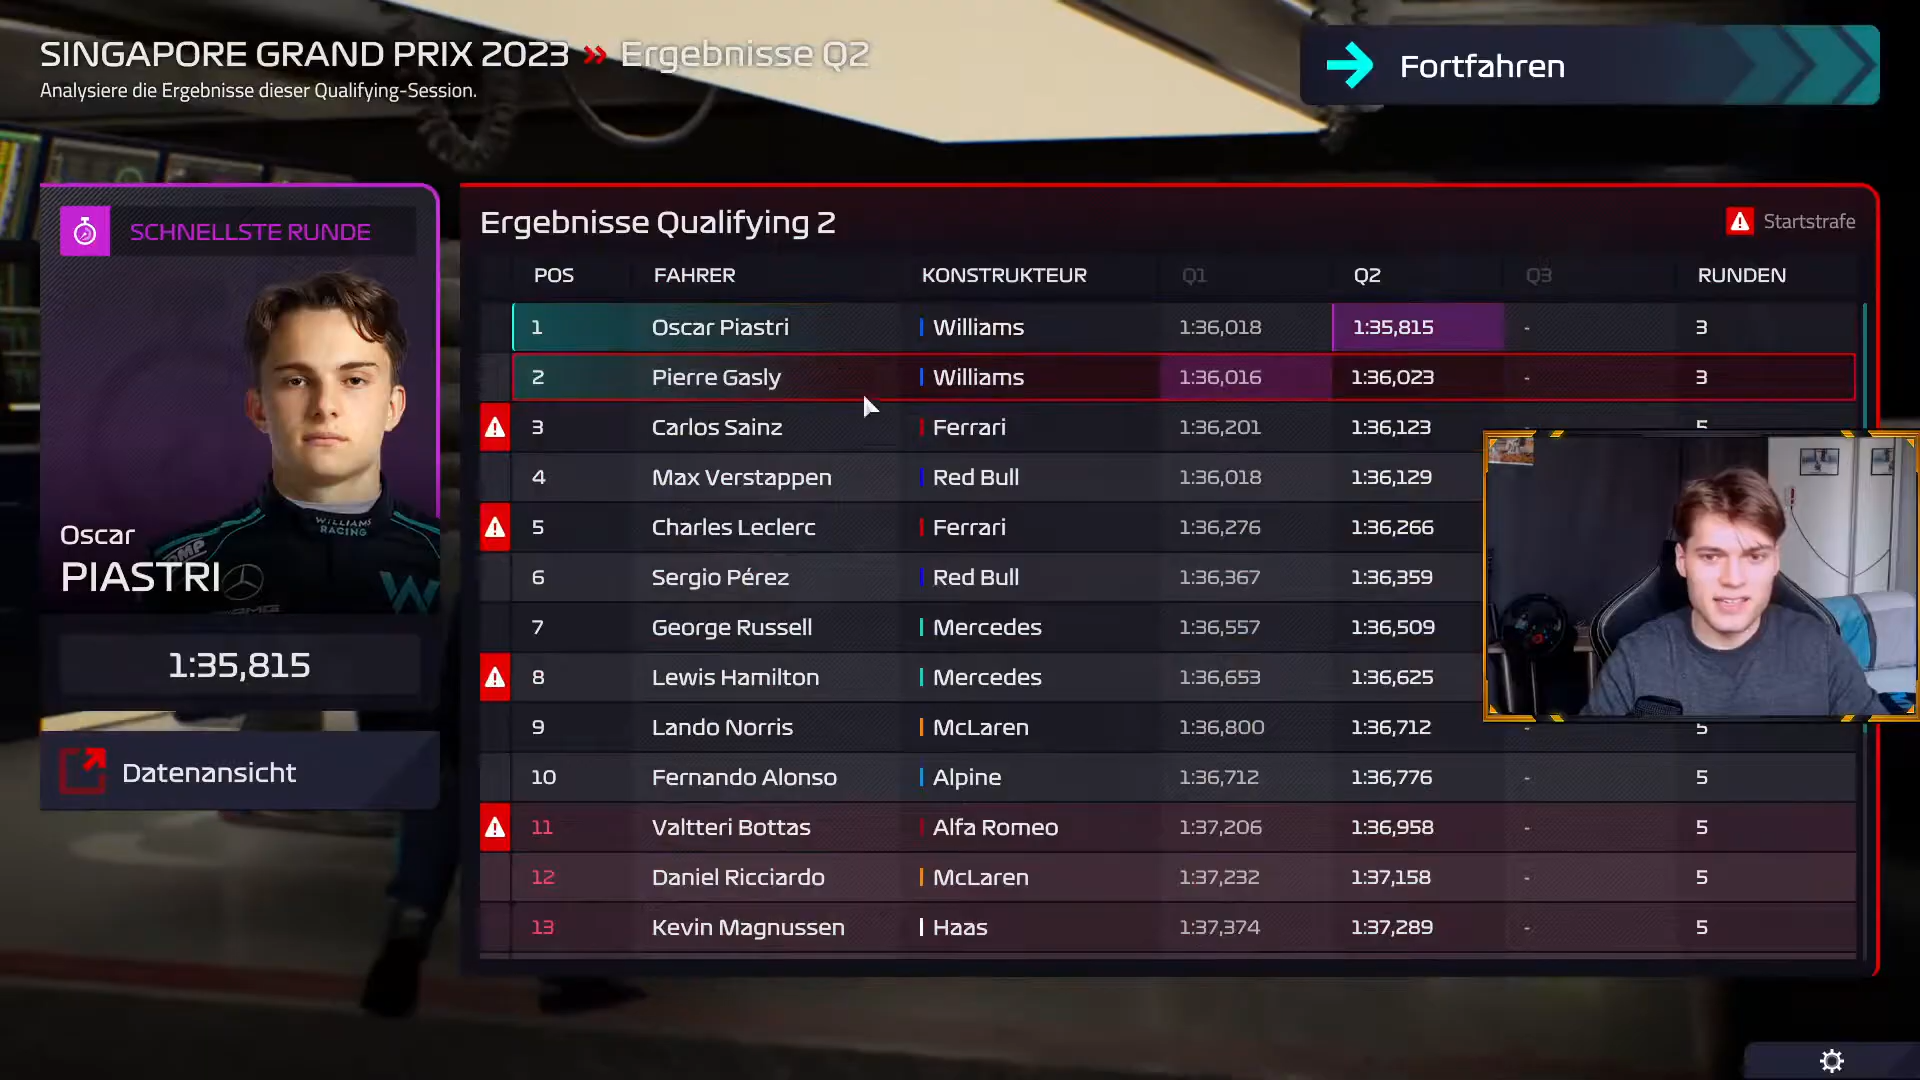 SINGAPORE GRAND PRIX 2023 Ergebnisse Q2
Analysiere die Ergebnisse dieser Qualifying-Session.
Fortfahren
SCHNELLSTE RUNDE
WILLIAMS RACING
Oscar
PIASTRI
AMG
1:35,815
Datenansicht
Ergebnisse Qualifying 2
Startstrafe
POS FAHRER KONSTRUKTEUR Q1 Q2 Q3 RUNDEN
1 Oscar Piastri Williams 1:36,018 1:35,815 - 3
2 Pierre Gasly Williams 1:36,016 1:36,023 - 3
3 Carlos Sainz Ferrari 1:36,201 1:36,123 - 5
4 Max Verstappen Red Bull 1:36,018 1:36,129
5 Charles Leclerc Ferrari 1:36,276 1:36,266
6 Sergio Pérez Red Bull 1:36,367 1:36,359
7 George Russell Mercedes 1:36,557 1:36,509
8 Lewis Hamilton Mercedes 1:36,653 1:36,625
9 Lando Norris McLaren 1:36,800 1:36,712 - 5
10 Fernando Alonso Alpine 1:36,712 1:36,776 - 5
11 Valtteri Bottas Alfa Romeo 1:37,206 1:36,958 - 5
12 Daniel Ricciardo McLaren 1:37,232 1:37,158 - 5
13 Kevin Magnussen Haas 1:37,374 1:37,289 - 5